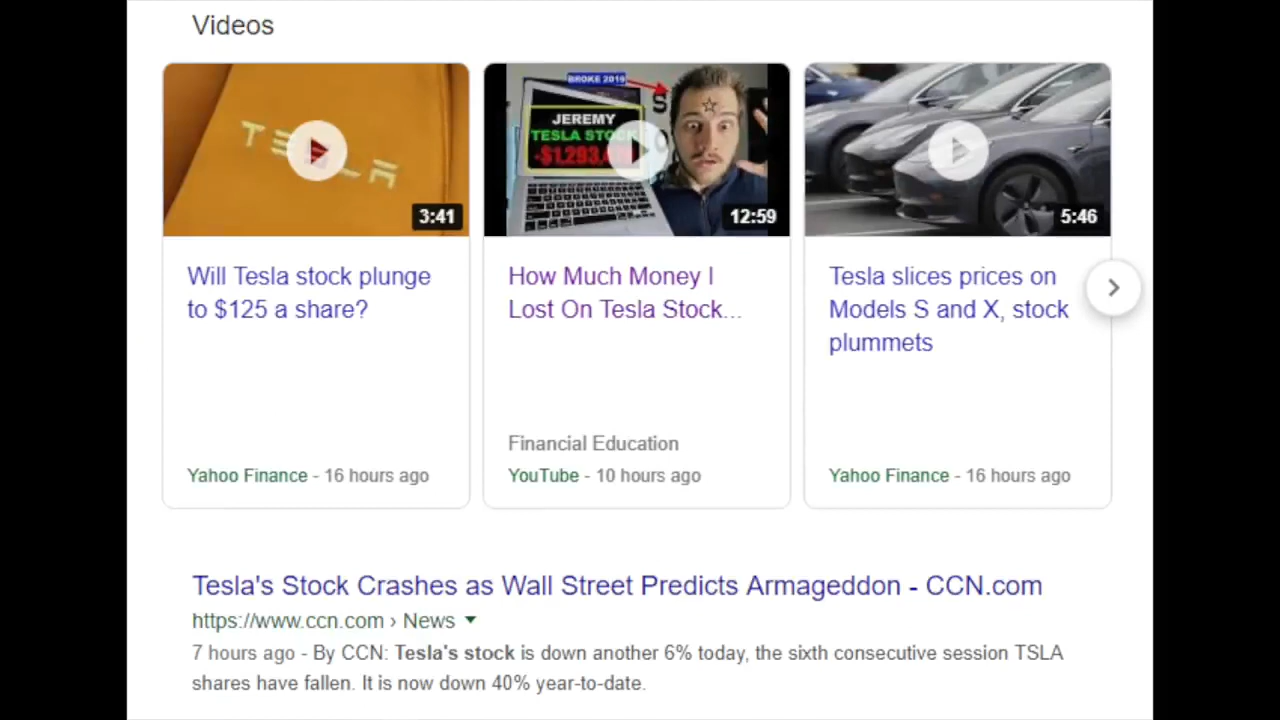 Videos
TESLA
3:41
BROKE 2019
JEREMY
TESLA STOCK
12:59
5:46
Will Tesla stock plunge
to $125 a share?
How Much Money I
Lost On Tesla Stock...
Tesla slices prices on
Models S and X, stock
plummets
Financial Education
Yahoo Finance - 16 hours ago
YouTube - 10 hours ago
Yahoo Finance - 16 hours ago
Tesla's Stock Crashes as Wall Street Predicts Armageddon - CCN.com
https://www.ccn.com › News
7 hours ago - By CCN: Tesla's stock is down another 6% today, the sixth consecutive session TSLA
shares have fallen. It is now down 40% year-to-date.